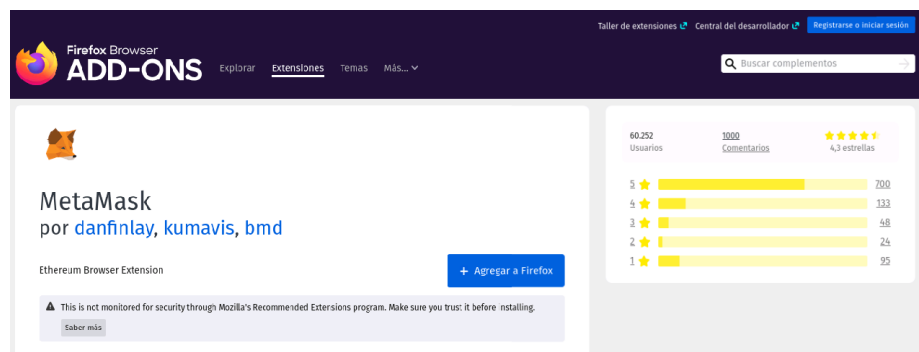 Taller de extensiones Central del desarrollador Registrarse o iniciar sesión
Firefox Browser
ADD-ONS
Explorar Extensiones Temas Más...
Buscar complementos
MetaMask
por danfinlay, kumavis, bmd
Ethereum Browser Extension
+ Agregar a Firefox
This is not monitored for security through Mozilla's Recommended Extensions program. Make sure you trust it before installing.
Saber más
60.252 1000
Usuarios Comentarios 4,3 estrellas
5 700
4 133
3 48
2 24
1 95